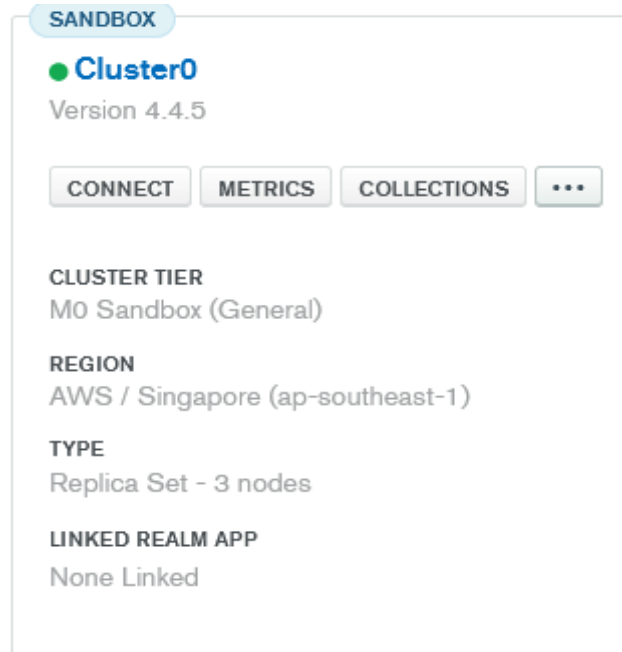 SANDBOX
Cluster0
Version 4.4.5
CONNECT METRICS COLLECTIONS •••
CLUSTER TIER
M0 Sandbox (General)
REGION
AWS / Singapore (ap-southeast-1)
TYPE
Replica Set - 3 nodes
LINKED REALM APP
None Linked